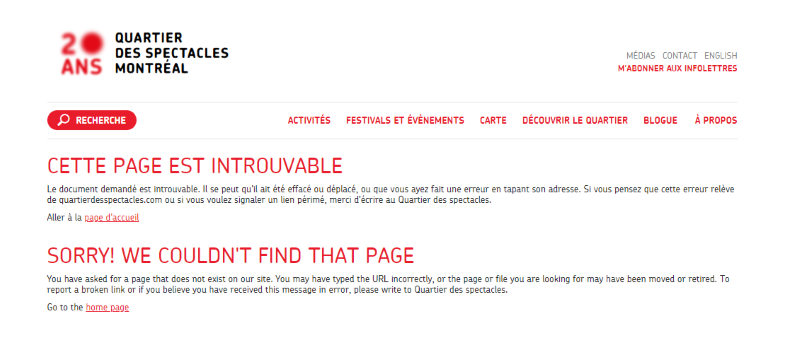 20 ANS
QUARTIER
DES SPECTACLES
MONTRÉAL
MÉDIAS CONTACT ENGLISH
M'ABONNER AUX INFOLETTRES
RECHERCHE
ACTIVITÉS FESTIVALS ET ÉVÉNEMENTS CARTE DÉCOUVRIR LE QUARTIER BLOGUE À PROPOS
CETTE PAGE EST INTROUVABLE
Le document demandé est introuvable. Il se peut qu'il ait été effacé ou déplacé, ou que vous ayez fait une erreur en tapant son adresse. Si vous pensez que cette erreur relève
de quartierdesspectacles.com ou si vous voulez signaler un lien périmé, merci d'écrire au Quartier des spectacles.
Aller à la page d'accueil
SORRY! WE COULDN'T FIND THAT PAGE
You have asked for a page that does not exist on our site. You may have typed the URL incorrectly, or the page or file you are looking for may have been moved or retired. To
report a broken link or if you believe you have received this message in error, please write to Quartier des spectacles.
Go to the home page